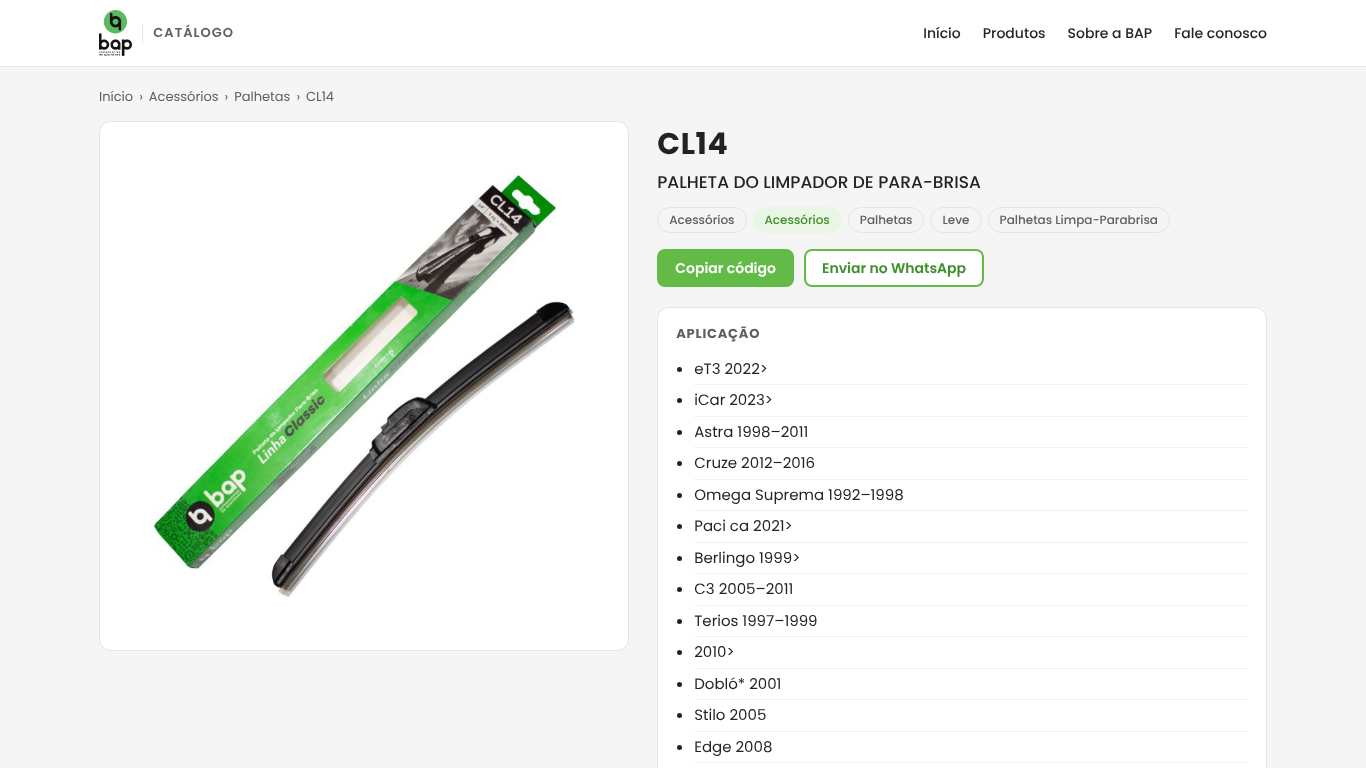 bap
CATÁLOGO
Início
Produtos
Sobre a BAP
Fale conosco
Início › Acessórios › Palhetas › CL14
CL14
Linha Classic
bap
CL14
PALHETA DO LIMPADOR DE PARA-BRISA
Acessórios
Acessórios
Palhetas
Leve
Palhetas Limpa-Parabrisa
Copiar código
Enviar no WhatsApp
APLICAÇÃO
eT3 2022>
iCar 2023>
Astra 1998–2011
Cruze 2012–2016
Omega Suprema 1992–1998
Paci ca 2021>
Berlingo 1999>
C3 2005–2011
Terios 1997–1999
2010>
Dobló* 2001
Stilo 2005
Edge 2008